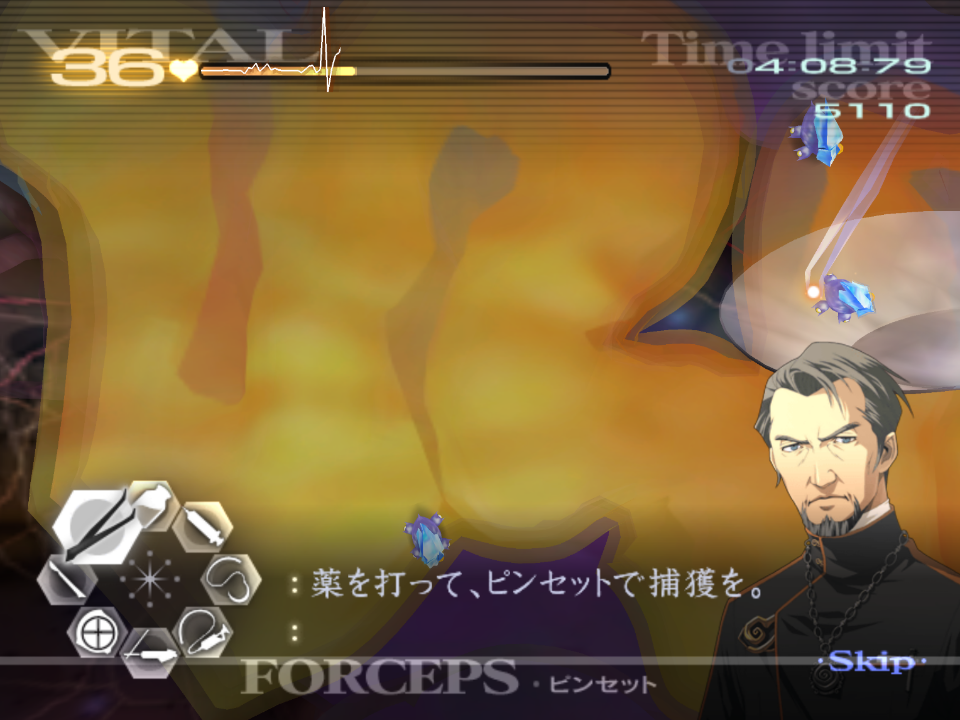 VITAL
36
Time limit
04:08:79
score
5110
：薬を打って、ピンセットで捕獲を。
：
FORCEPS・ピンセット
・Skip・